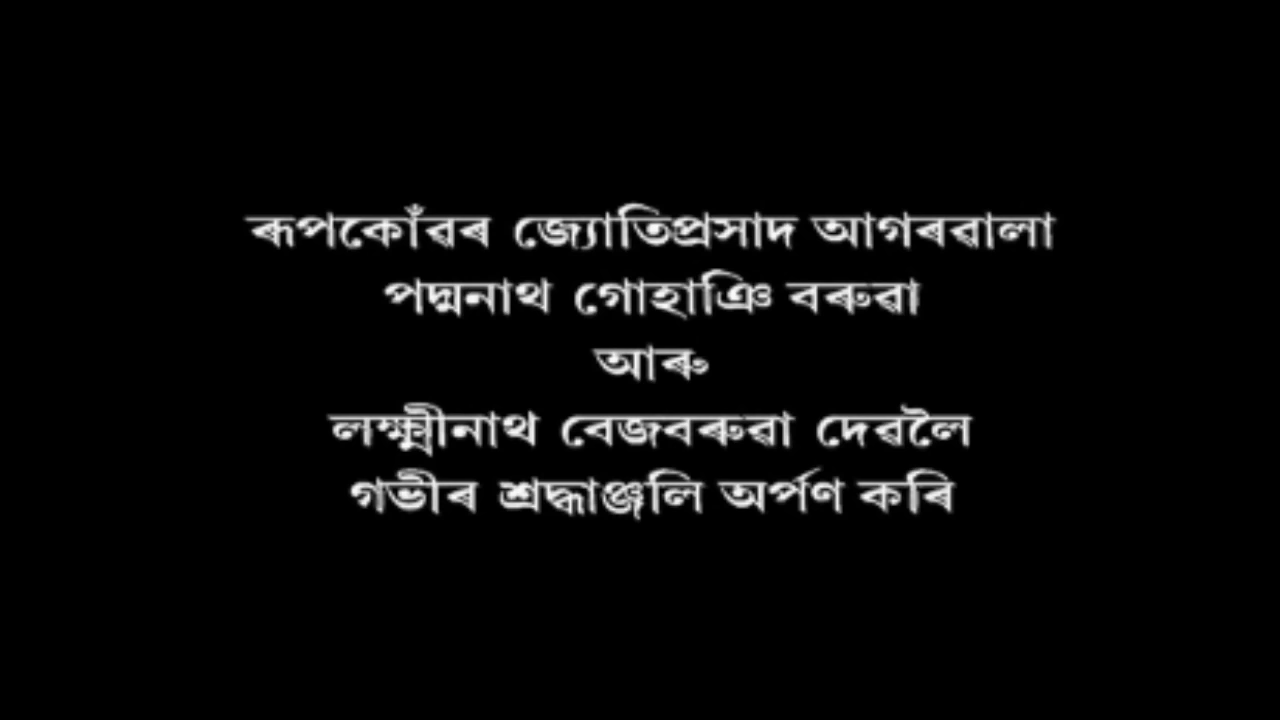 ৰূপকোঁৱৰ জ্যোতিপ্ৰসাদ আগৰৱালা
পদ্মনাথ গোহাঞি বৰুৱা
আৰু
লক্ষ্মীনাথ বেজবৰুৱা দেৱলৈ
গভীৰ শ্ৰদ্ধাঞ্জলি অৰ্পণ কৰি